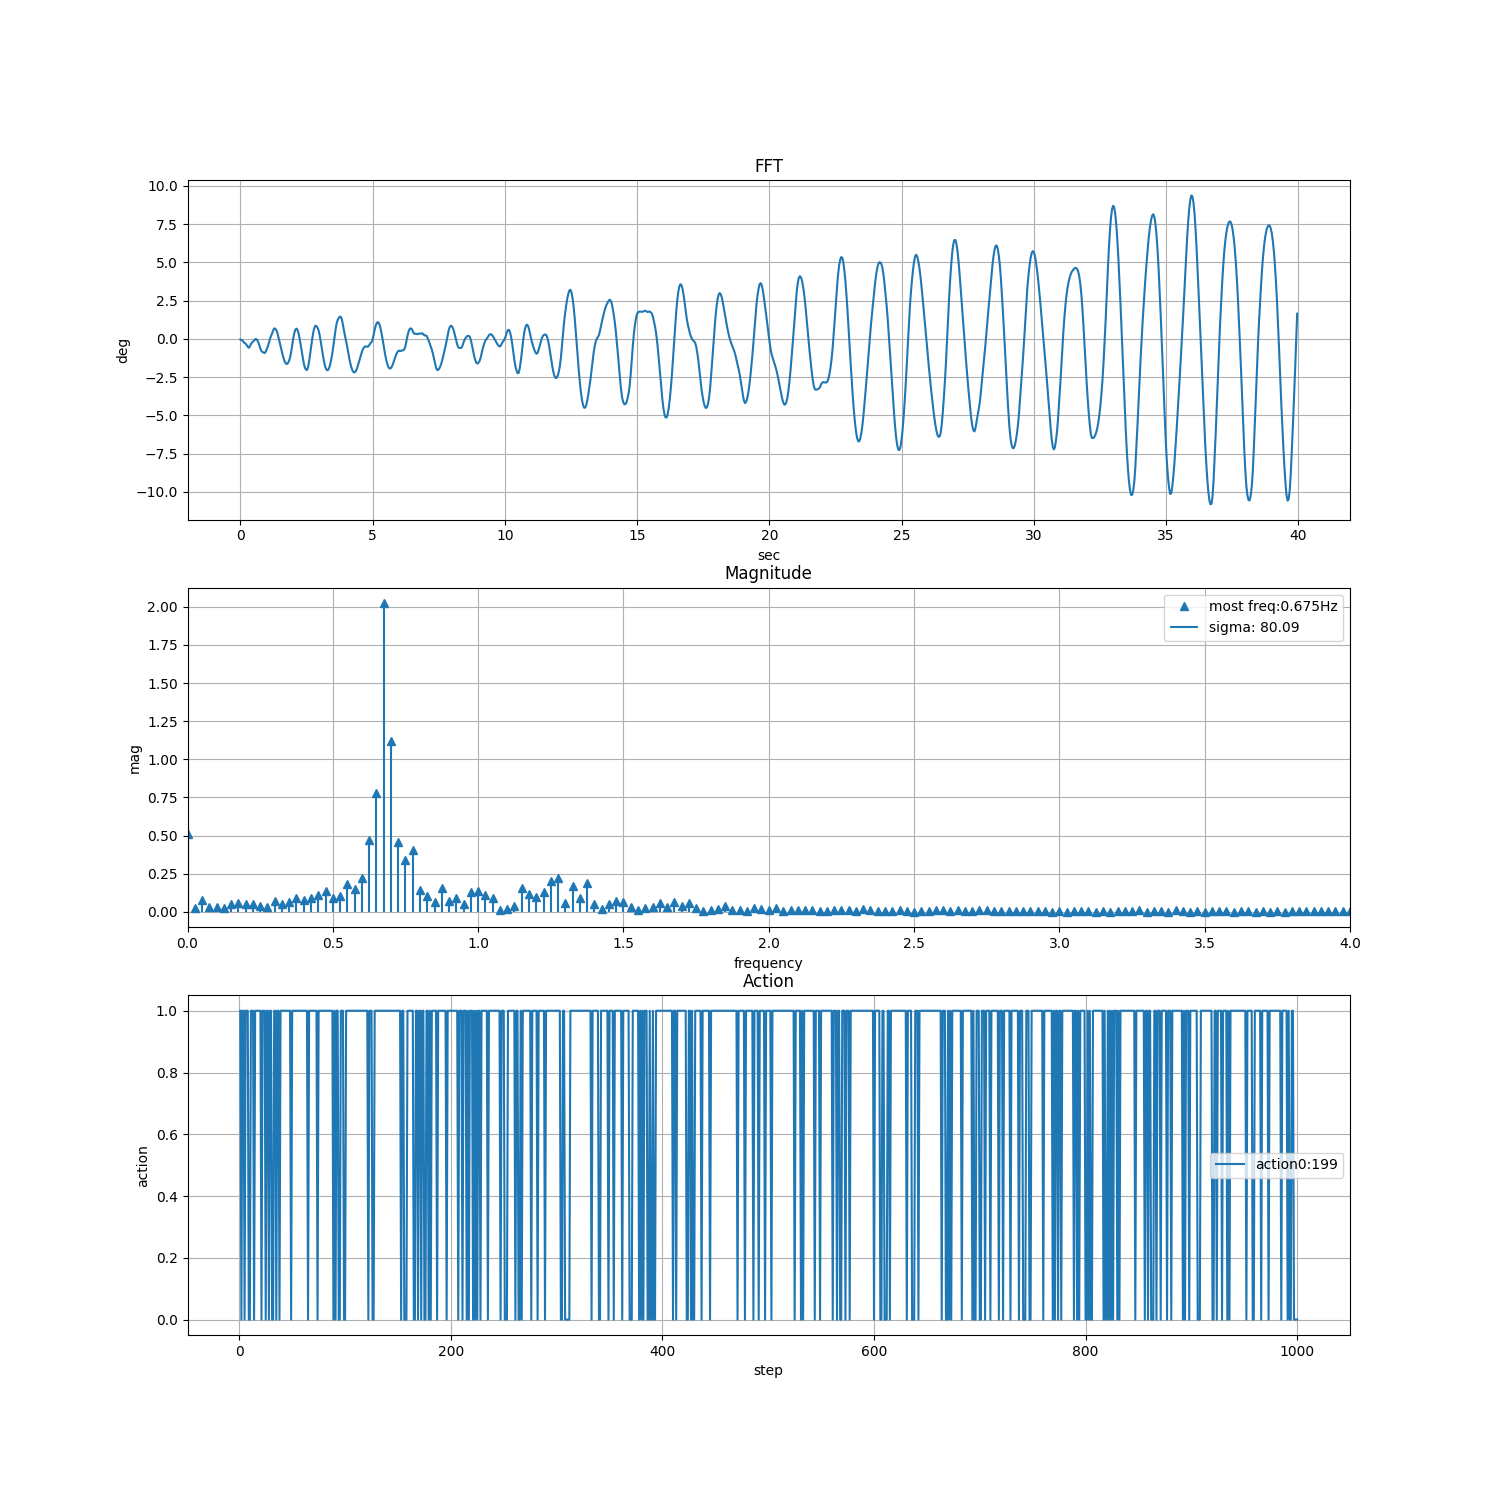 FFT
10.0
7.5
5.0
2.5
0.0
−2.5
−5.0
−7.5
−10.0
deg
0 5 10 15 20 25 30 35 40
sec
Magnitude
2.00
1.75
1.50
1.25
1.00
0.75
0.50
0.25
0.00
mag
most freq:0.675Hz
sigma: 80.09
0.0 0.5 1.0 1.5 2.0 2.5 3.0 3.5 4.0
frequency
Action
1.0
0.8
0.6
0.4
0.2
0.0
action
action0:199
0 200 400 600 800 1000
step